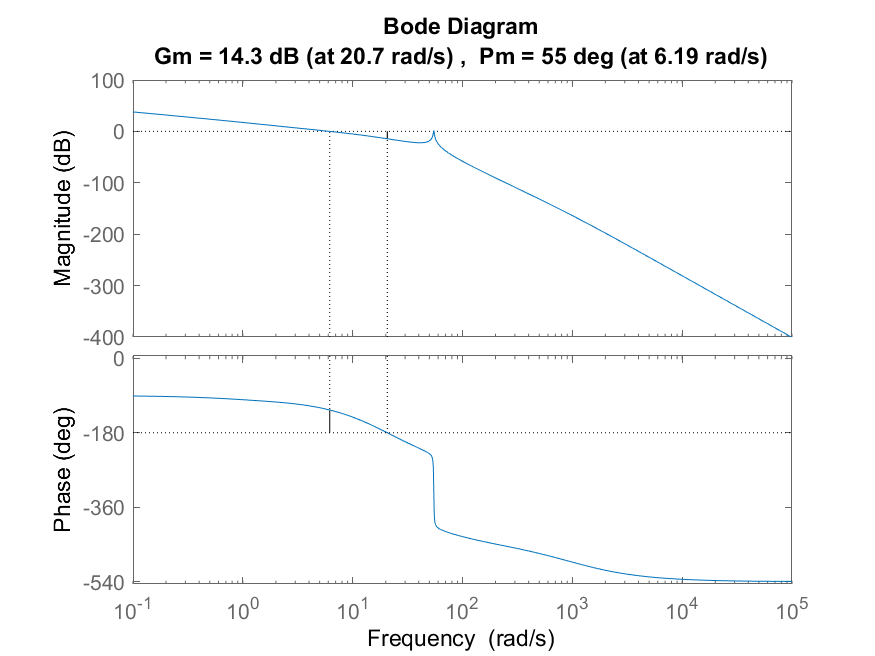 Bode Diagram
Gm = 14.3 dB (at 20.7 rad/s) ,  Pm = 55 deg (at 6.19 rad/s)
100
0
-100
-200
-300
-400
Magnitude (dB)
0
-180
-360
-540
Phase (deg)
10^-1 10^0 10^1 10^2 10^3 10^4 10^5
Frequency  (rad/s)